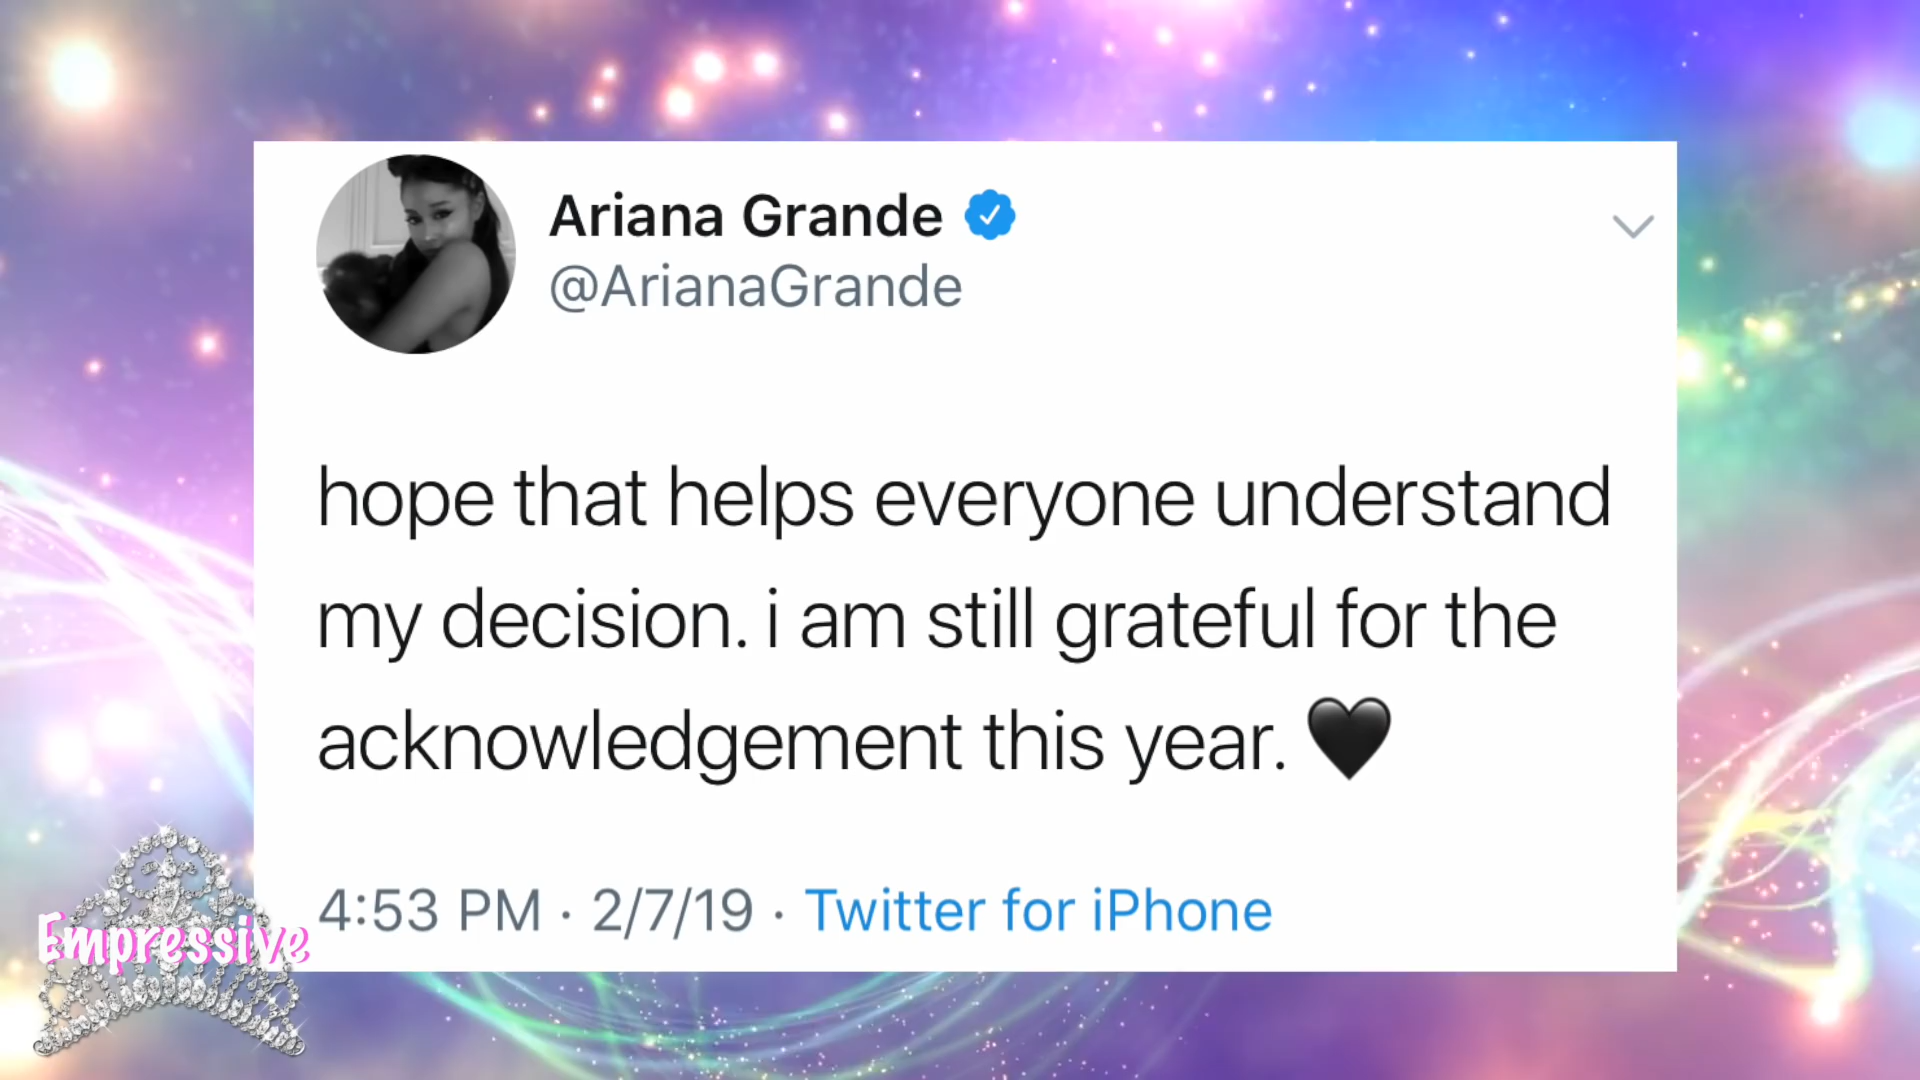 Ariana Grande
@ArianaGrande
hope that helps everyone understand
my decision. i am still grateful for the
acknowledgement this year. 🖤
4:53 PM · 2/7/19 · Twitter for iPhone
Empressive